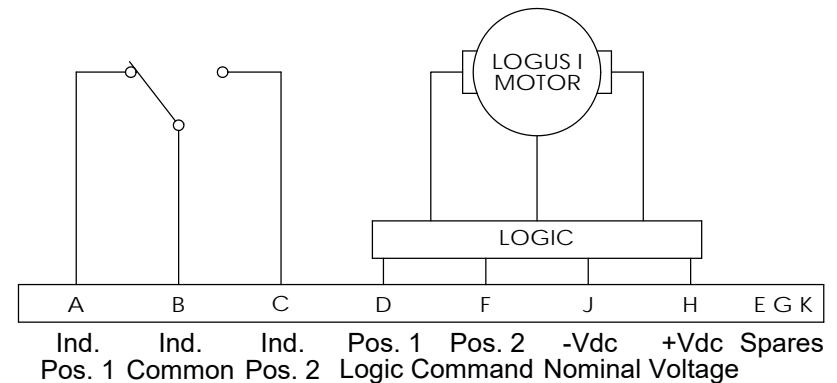 LOGUS I
MOTOR
LOGIC
A B C D F J H E G K
Ind. Ind. Ind. Pos. 1 Pos. 2 -Vdc +Vdc Spares
Pos. 1 Common Pos. 2 Logic Command Nominal Voltage